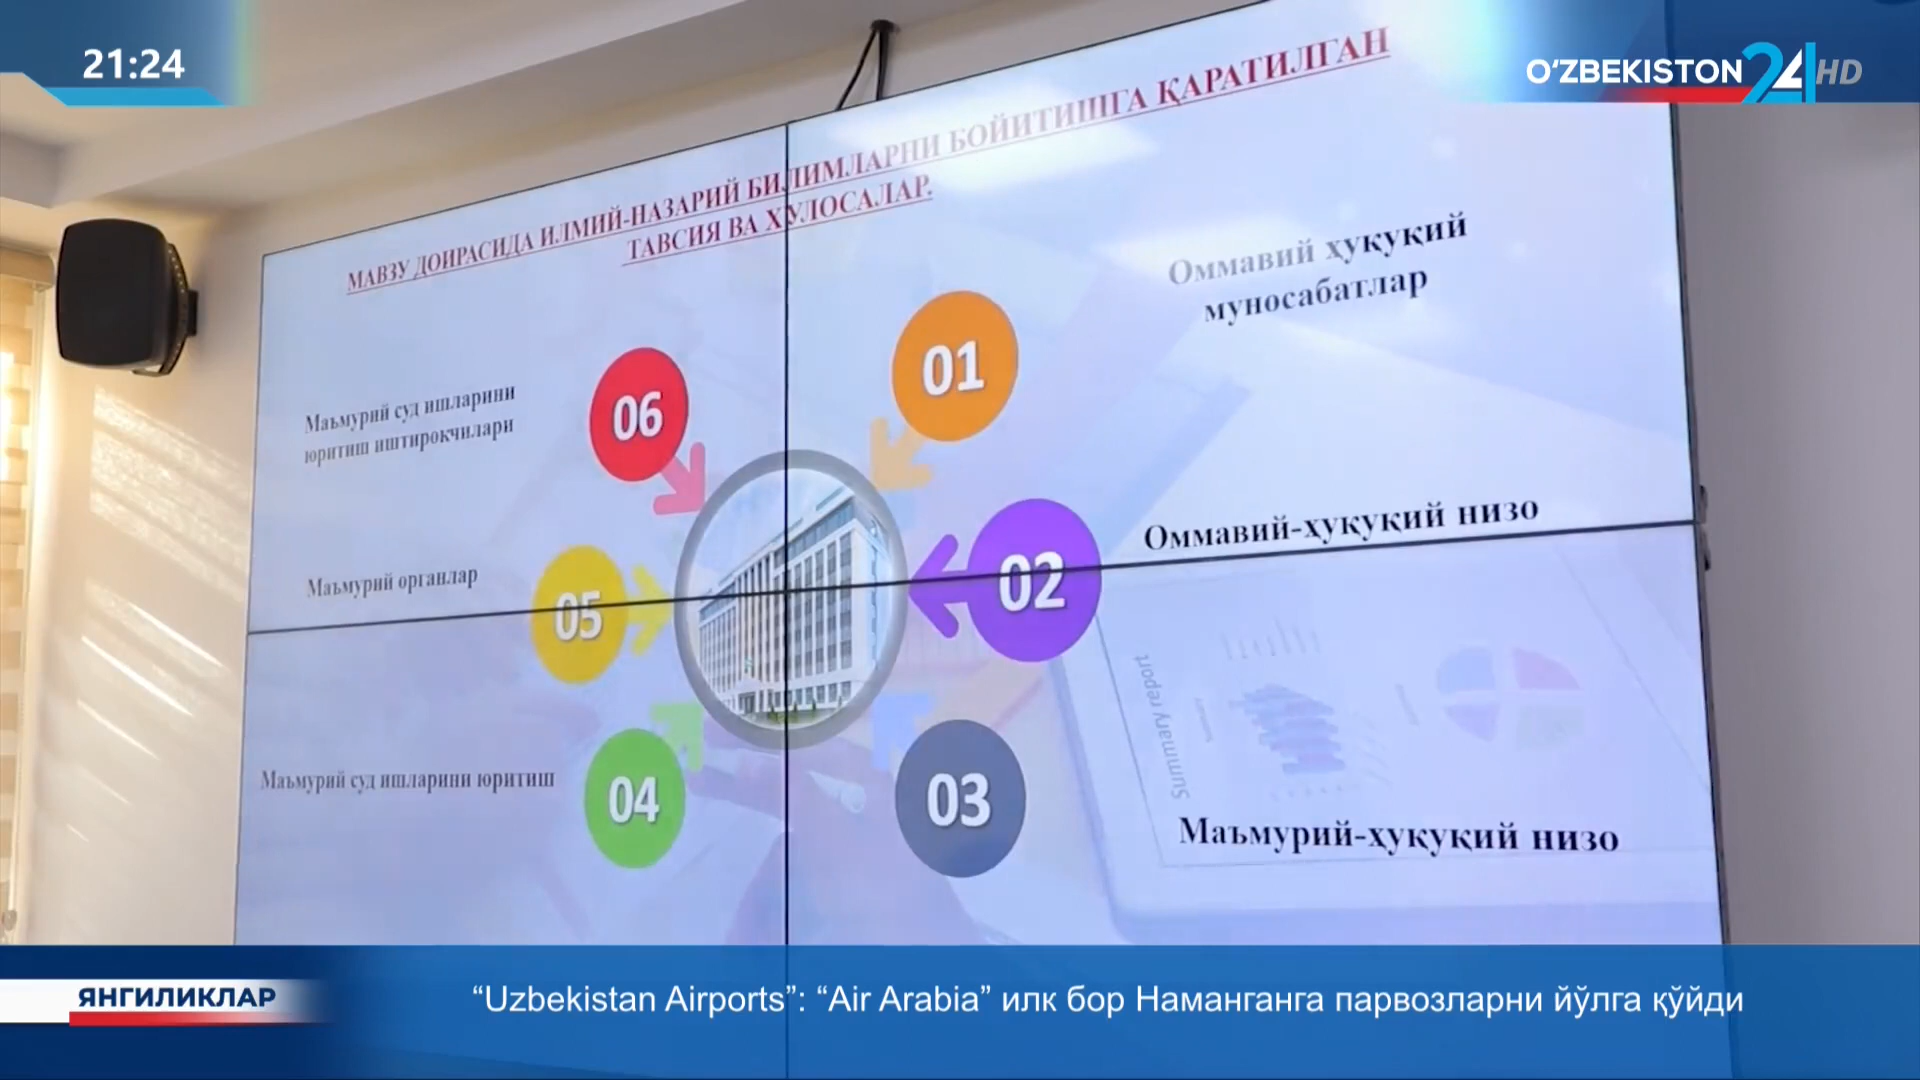 21:24
O‘ZBEKISTON 24 HD
МАВЗУ ДОИРАСИДА ИЛМИЙ-НАЗАРИЙ БИЛИМЛАРНИ БОЙИТИШГА ҚАРАТИЛГАН
ТАВСИЯ ВА ХУЛОСАЛАР.
01
Оммавий ҳуқуқий
муносабатлар
02
Оммавий-ҳуқуқий низо
03
Маъмурий-ҳуқуқий низо
04
Маъмурий суд ишларини юритиш
05
Маъмурий органлар
06
Маъмурий суд ишларини
юритиш иштирокчилари
Summary report
ЯНГИЛИКЛАР
“Uzbekistan Airports”: “Air Arabia” илк бор Наманганга парвозларни йўлга қўйди